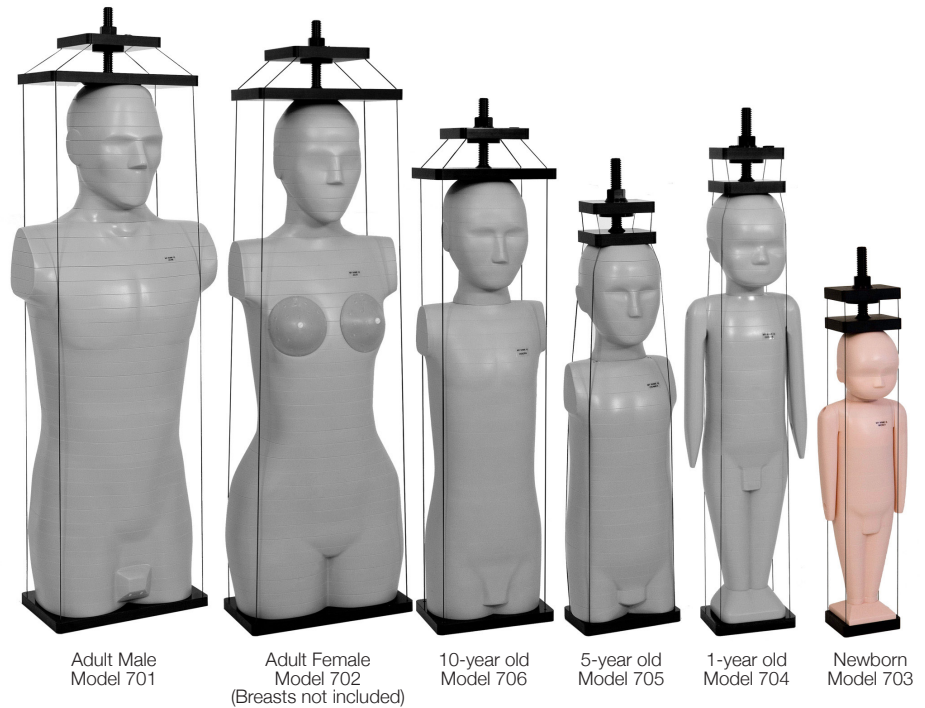 Adult Male
Model 701
Adult Female
Model 702
(Breasts not included)
10-year old
Model 706
5-year old
Model 705
1-year old
Model 704
Newborn
Model 703